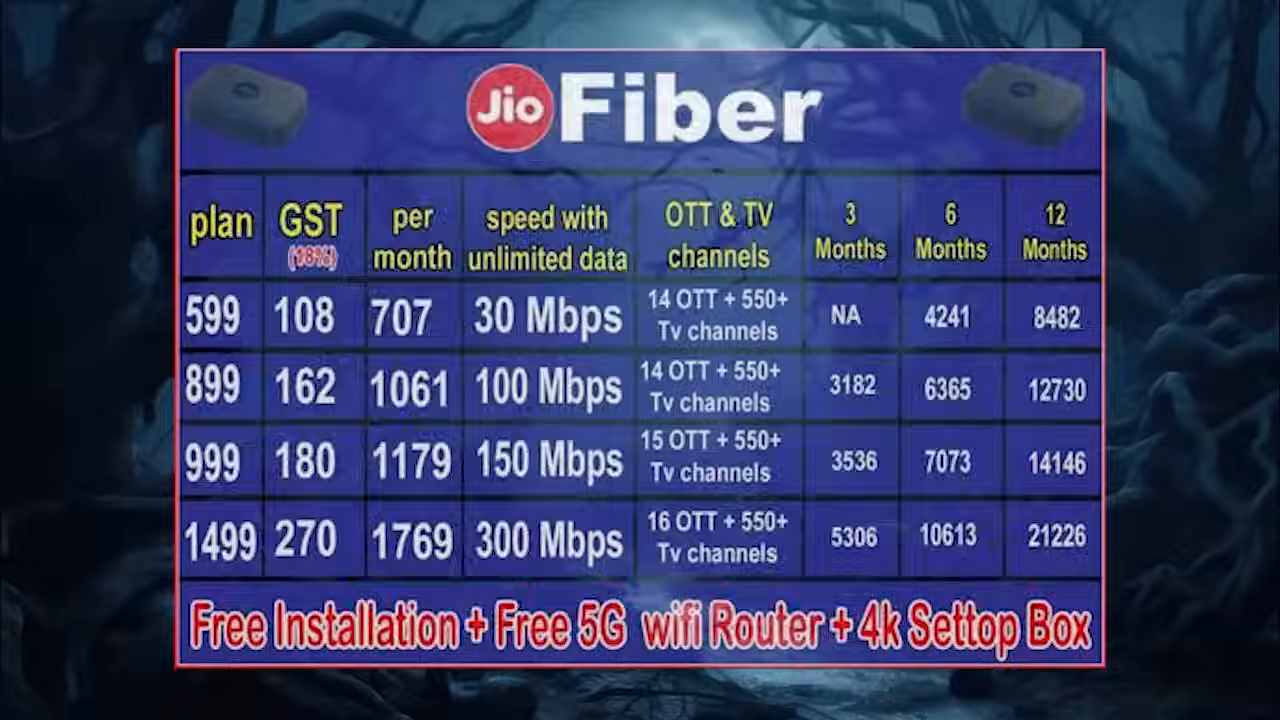 Jio Fiber
plan GST (18%) per month speed with unlimited data OTT & TV channels 3 Months 6 Months 12 Months
599 108 707 30 Mbps 14 OTT + 550+ Tv channels NA 4241 8482
899 162 1061 100 Mbps 14 OTT + 550+ Tv channels 3182 6365 12730
999 180 1179 150 Mbps 15 OTT + 550+ Tv channels 3536 7073 14146
1499 270 1769 300 Mbps 16 OTT + 550+ Tv channels 5306 10613 21226
Free Installation + Free 5G wifi Router + 4k Settop Box